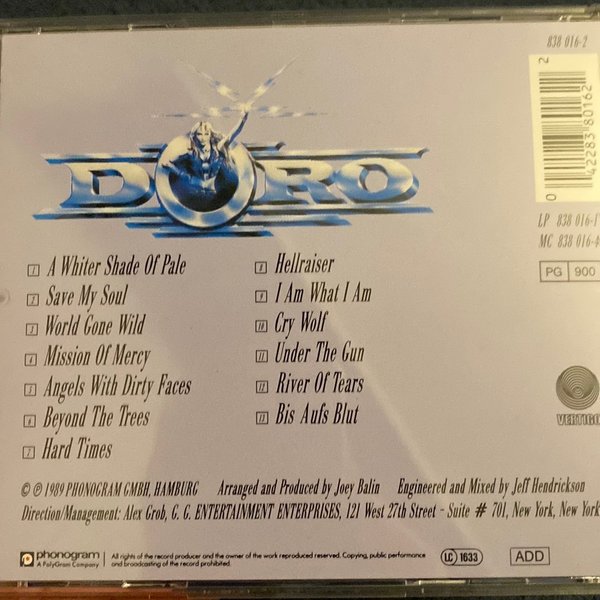 838 016-2
2
0 42283 80162
DORO
LP 838 016-1
MC 838 016-4
PG 900
1 A Whiter Shade Of Pale
2 Save My Soul
3 World Gone Wild
4 Mission Of Mercy
5 Angels With Dirty Faces
6 Beyond The Trees
7 Hard Times
8 Hellraiser
9 I Am What I Am
10 Cry Wolf
11 Under The Gun
12 River Of Tears
13 Bis Aufs Blut
VERTIGO
© ℗ 1989 PHONOGRAM GMBH, HAMBURG Arranged and Produced by Joey Balin Engineered and Mixed by Jeff Hendrickson
Direction/Management: Alex Grob, G. G. ENTERTAINMENT ENTERPRISES, 121 West 27th Street - Suite # 701, New York, New York
phonogram
A PolyGram Company
All rights of the record producer and the owner of the work reproduced reserved. Copying, public performance
and broadcasting of the record prohibited.
LC 1633
ADD